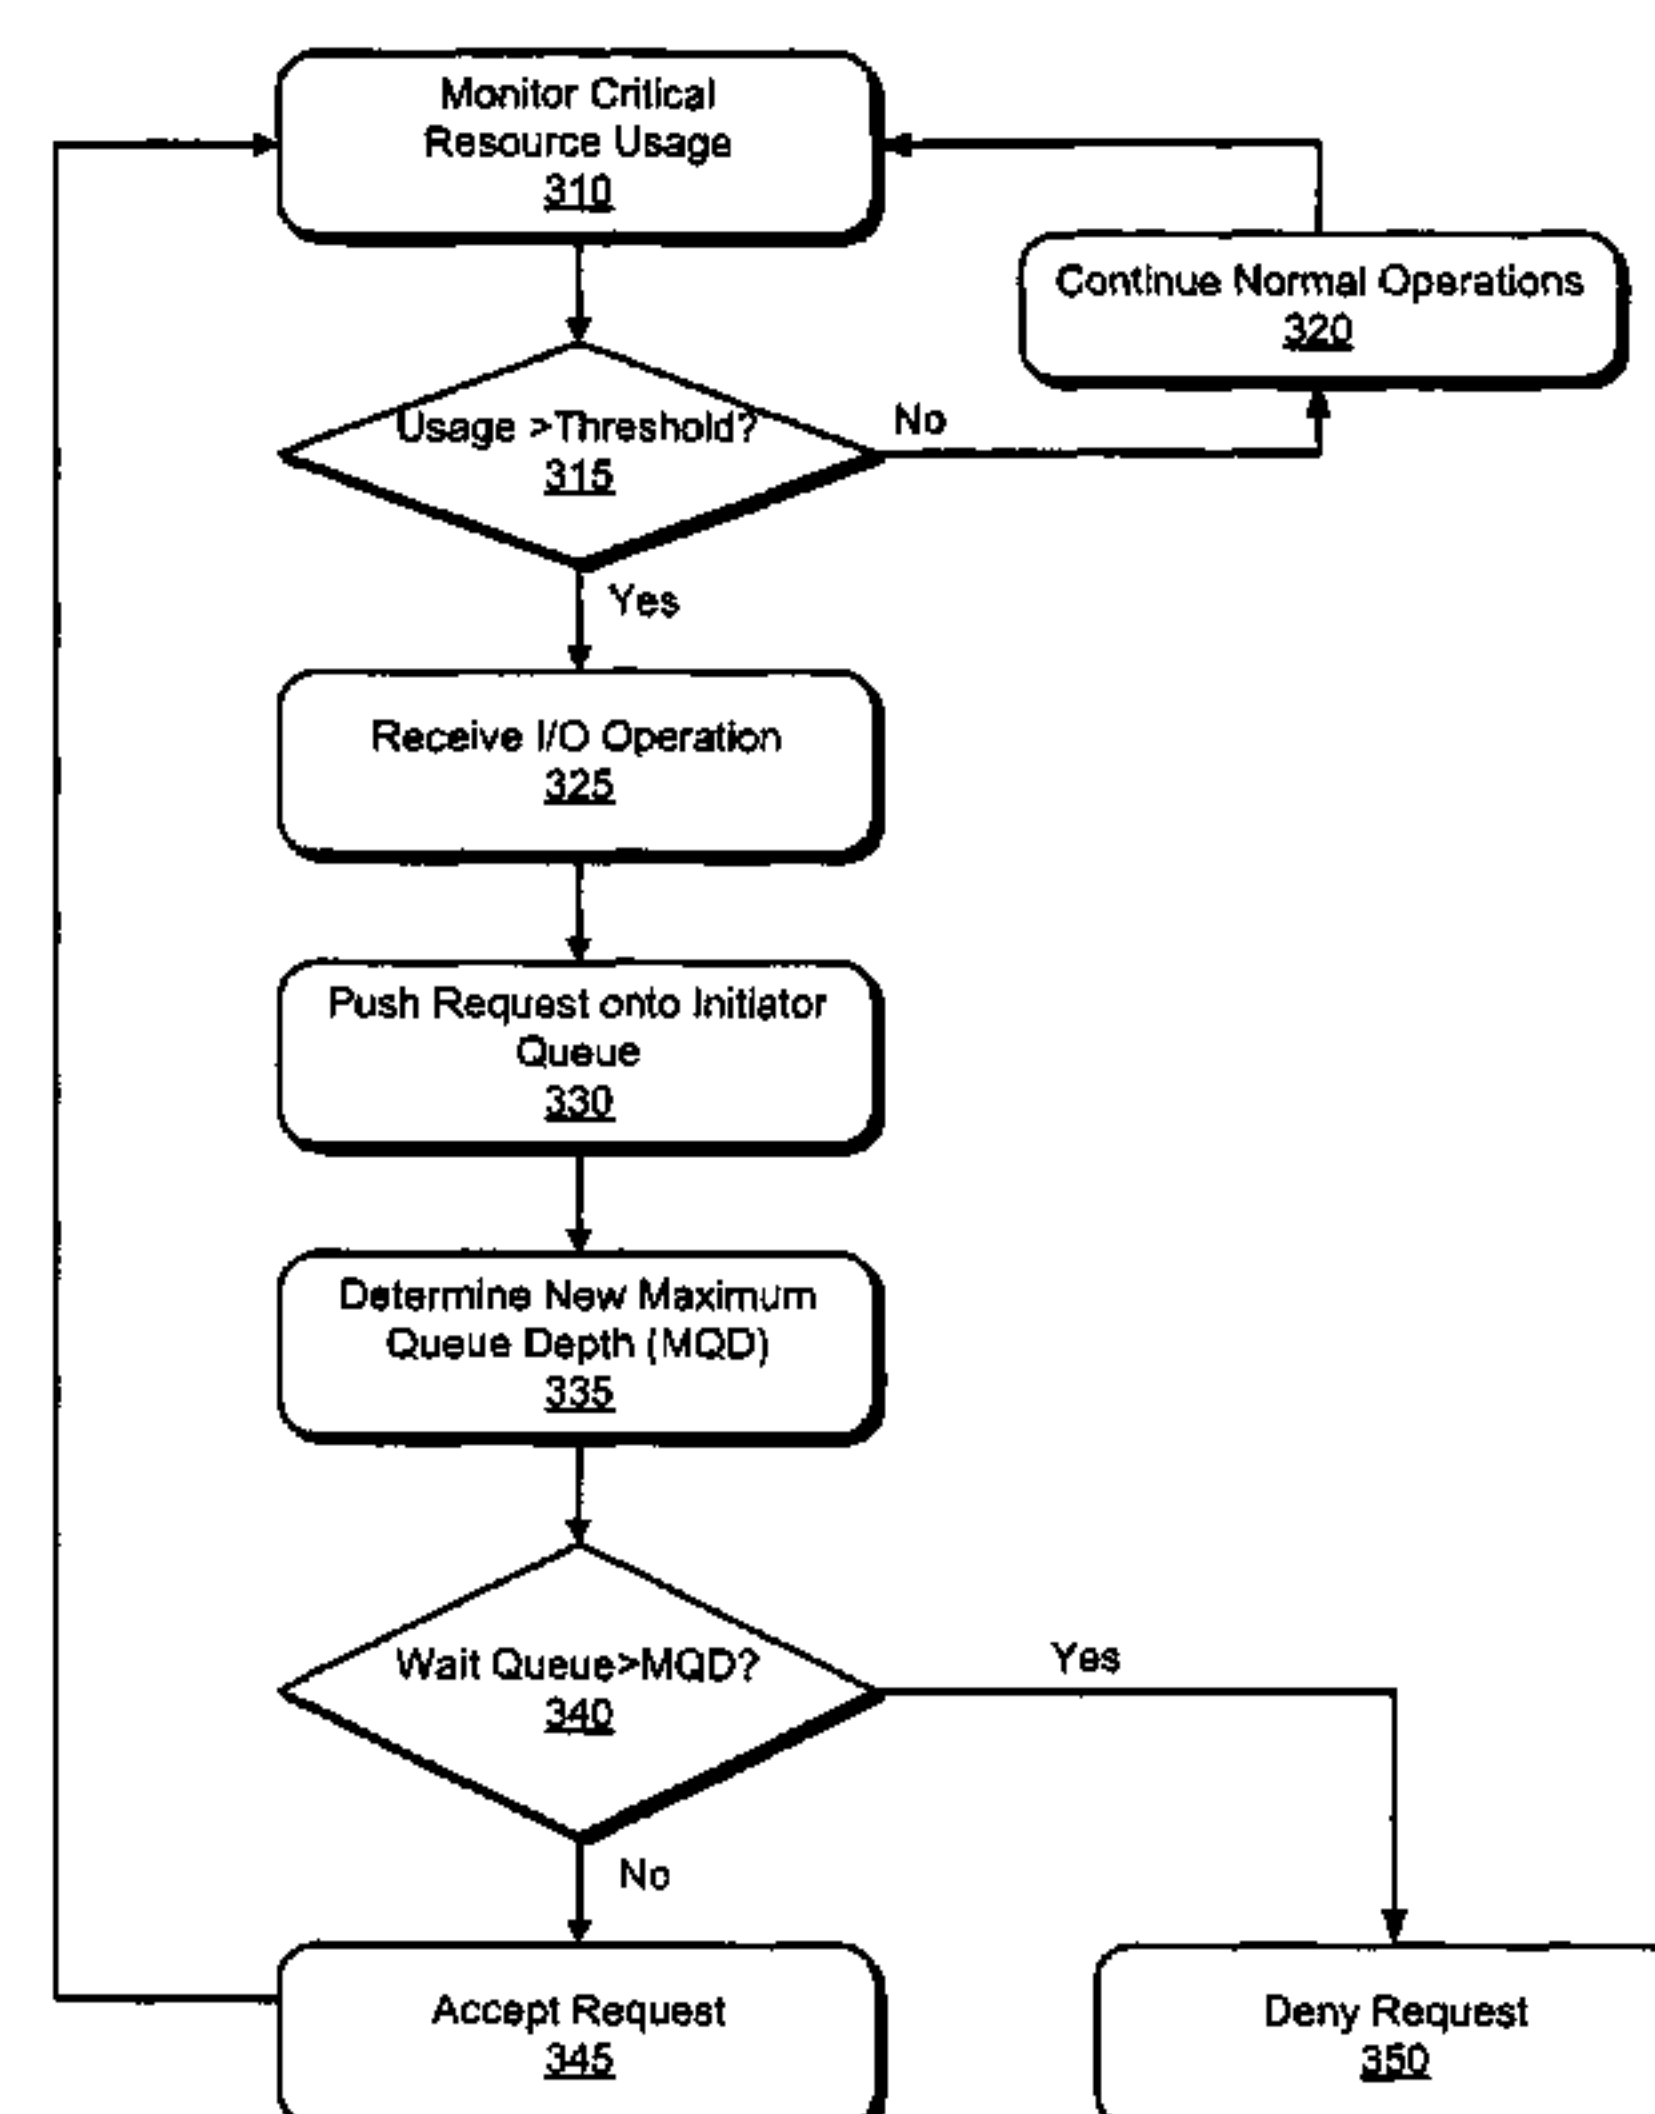 Monitor Critical
Resource Usage
310
Continue Normal Operations
320
Usage >Threshold?
315
No
Yes
Receive I/O Operation
325
Push Request onto Initiator
Queue
330
Determine New Maximum
Queue Depth (MQD)
335
Wait Queue>MQD?
340
Yes
No
Accept Request
345
Deny Request
350